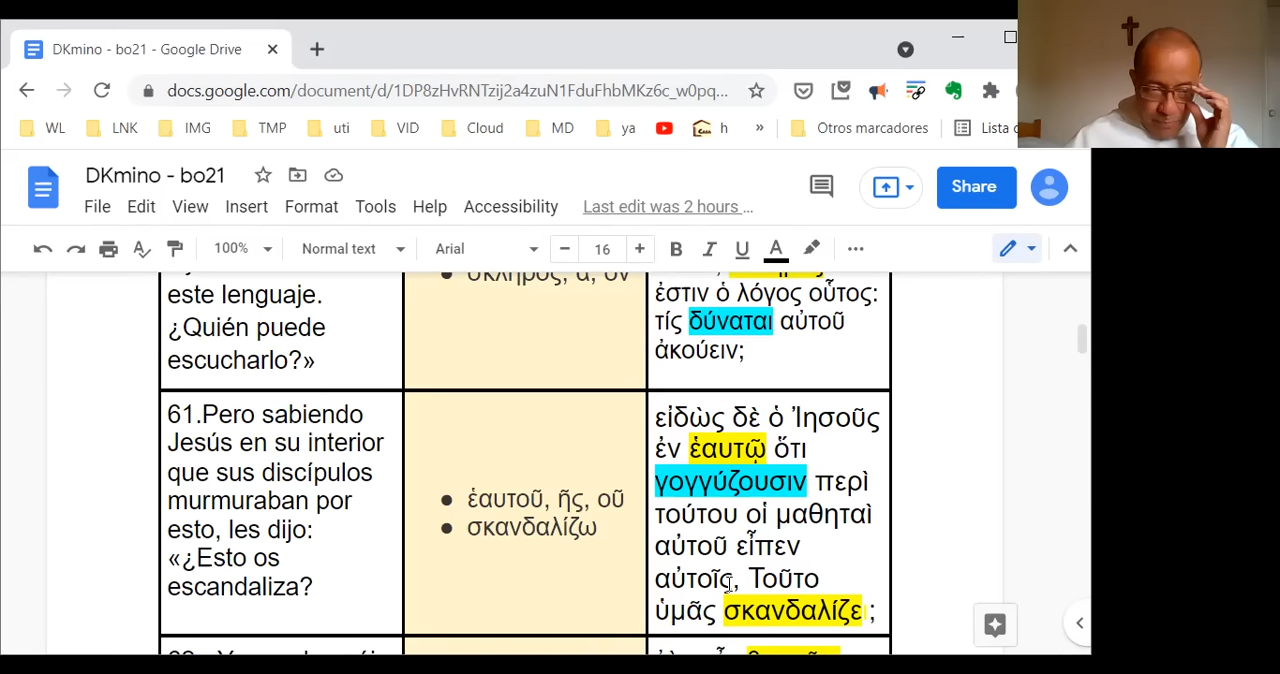 DKmino - bo21 - Google Drive
docs.google.com/document/d/1DP8zHvRNTzij2a4zuN1FduFhbMKz6c_w0pq...
WL LNK IMG TMP uti VID Cloud MD ya h » Otros marcadores Lista
DKmino - bo21
Share
File Edit View Insert Format Tools Help Accessibility Last edit was 2 hours ...
100% Normal text Arial 16 B I U A
σκληρός, ά, όν
este lenguaje.
¿Quién puede
escucharlo?»
ἐστιν ὁ λόγος οὗτος:
τίς δύναται αὐτοῦ
ἀκούειν;
61.Pero sabiendo
Jesús en su interior
que sus discípulos
murmuraban por
esto, les dijo:
«¿Esto os
escandaliza?
● ἑαυτοῦ, ῆς, οῦ
● σκανδαλίζω
εἰδὼς δὲ ὁ Ἰησοῦς
ἐν ἑαυτῷ ὅτι
γογγύζουσιν περὶ
τούτου οἱ μαθηταὶ
αὐτοῦ εἶπεν
αὐτοῖς, Τοῦτο
ὑμᾶς σκανδαλίζει;